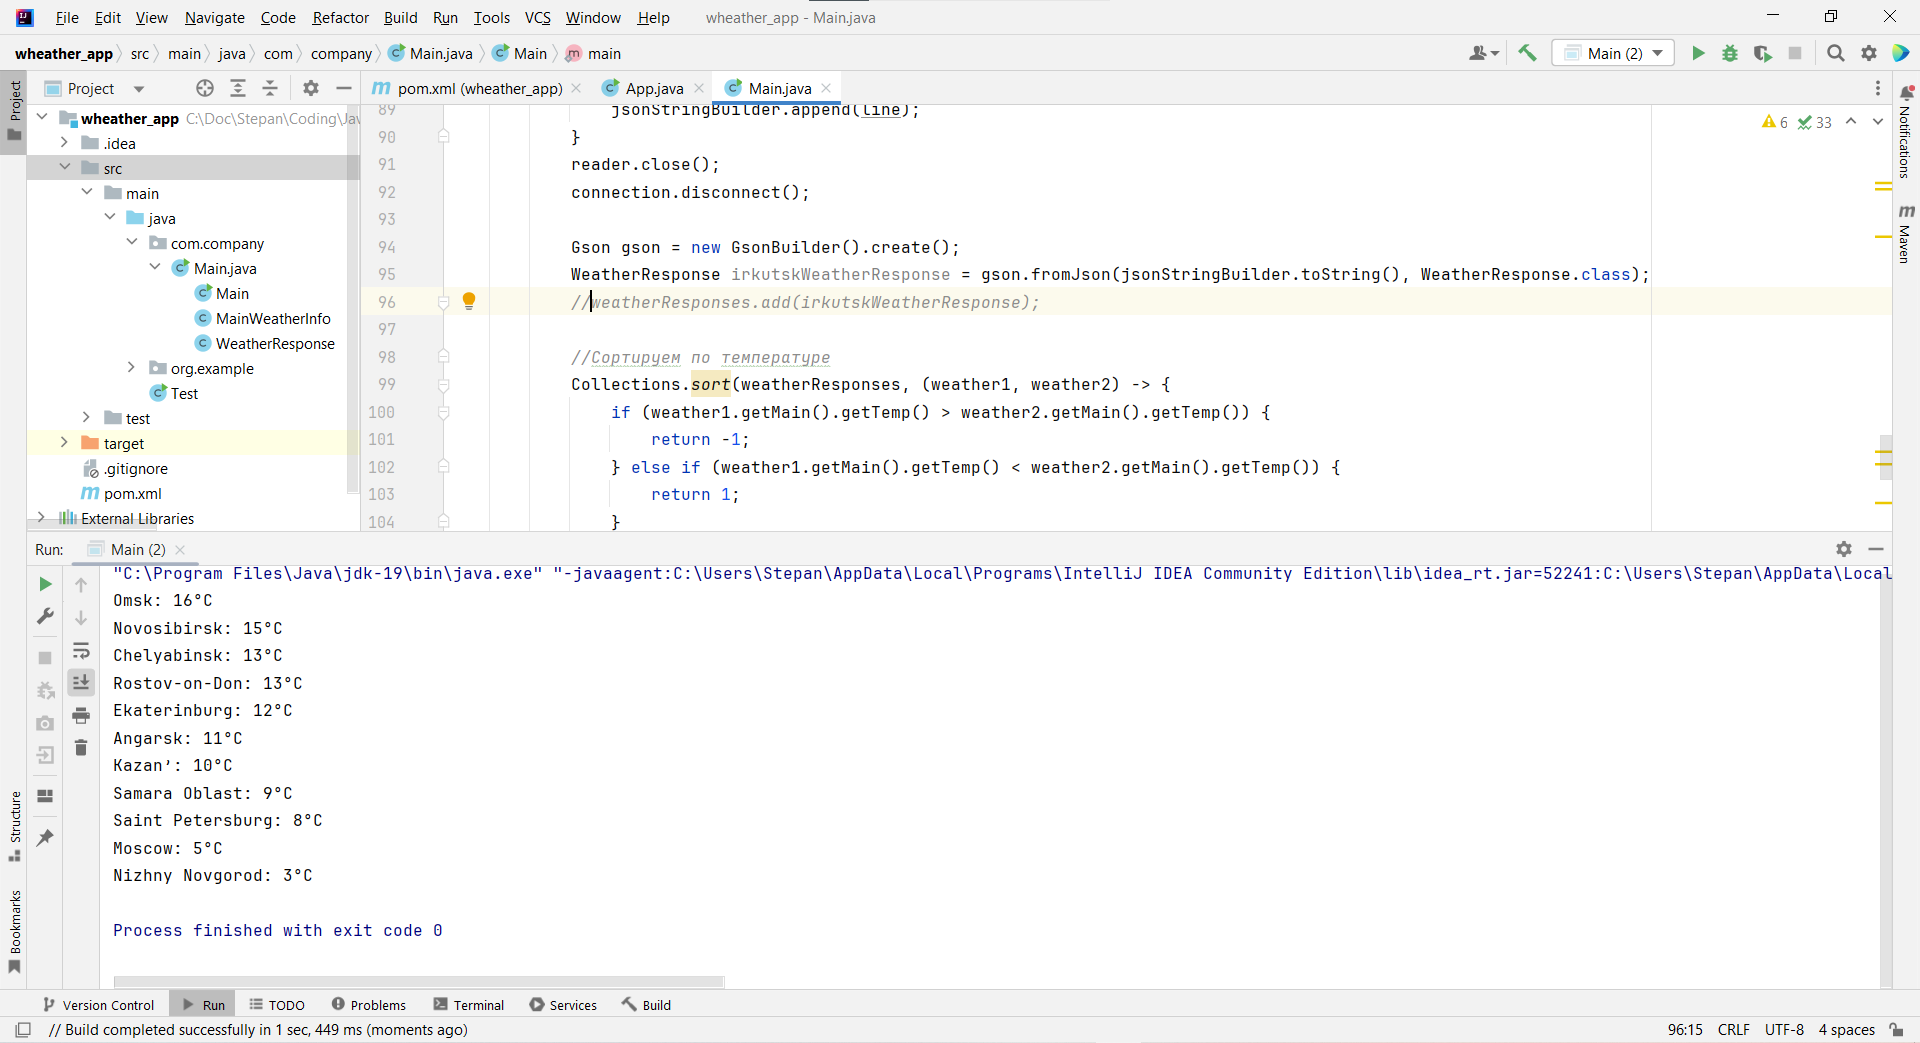 File Edit View Navigate Code Refactor Build Run Tools VCS Window Help wheather_app - Main.java
wheather_app src main java com company Main.java Main main
Main (2)
Project
Project
pom.xml (wheather_app) App.java Main.java
wheather_app C:\Doc\Stepan\Coding\Jav
.idea
src
main
java
com.company
Main.java
Main
MainWeatherInfo
WeatherResponse
org.example
Test
test
target
.gitignore
pom.xml
External Libraries
6 33
89 jsonStringBuilder.append(line);
90 }
91 reader.close();
92 connection.disconnect();
93
94 Gson gson = new GsonBuilder().create();
95 WeatherResponse irkutskWeatherResponse = gson.fromJson(jsonStringBuilder.toString(), WeatherResponse.class);
96 //weatherResponses.add(irkutskWeatherResponse);
97
98 //Сортируем по температуре
99 Collections.sort(weatherResponses, (weather1, weather2) -> {
100 if (weather1.getMain().getTemp() > weather2.getMain().getTemp()) {
101 return -1;
102 } else if (weather1.getMain().getTemp() < weather2.getMain().getTemp()) {
103 return 1;
104 }
Notifications
Maven
Run: Main (2)
"C:\Program Files\Java\jdk-19\bin\java.exe" "-javaagent:C:\Users\Stepan\AppData\Local\Programs\IntelliJ IDEA Community Edition\lib\idea_rt.jar=52241:C:\Users\Stepan\AppData\Local
Omsk: 16°C
Novosibirsk: 15°C
Chelyabinsk: 13°C
Rostov-on-Don: 13°C
Ekaterinburg: 12°C
Angarsk: 11°C
Kazan’: 10°C
Samara Oblast: 9°C
Saint Petersburg: 8°C
Moscow: 5°C
Nizhny Novgorod: 3°C
Process finished with exit code 0
Structure
Bookmarks
Version Control Run TODO Problems Terminal Services Build
// Build completed successfully in 1 sec, 449 ms (moments ago) 96:15 CRLF UTF-8 4 spaces